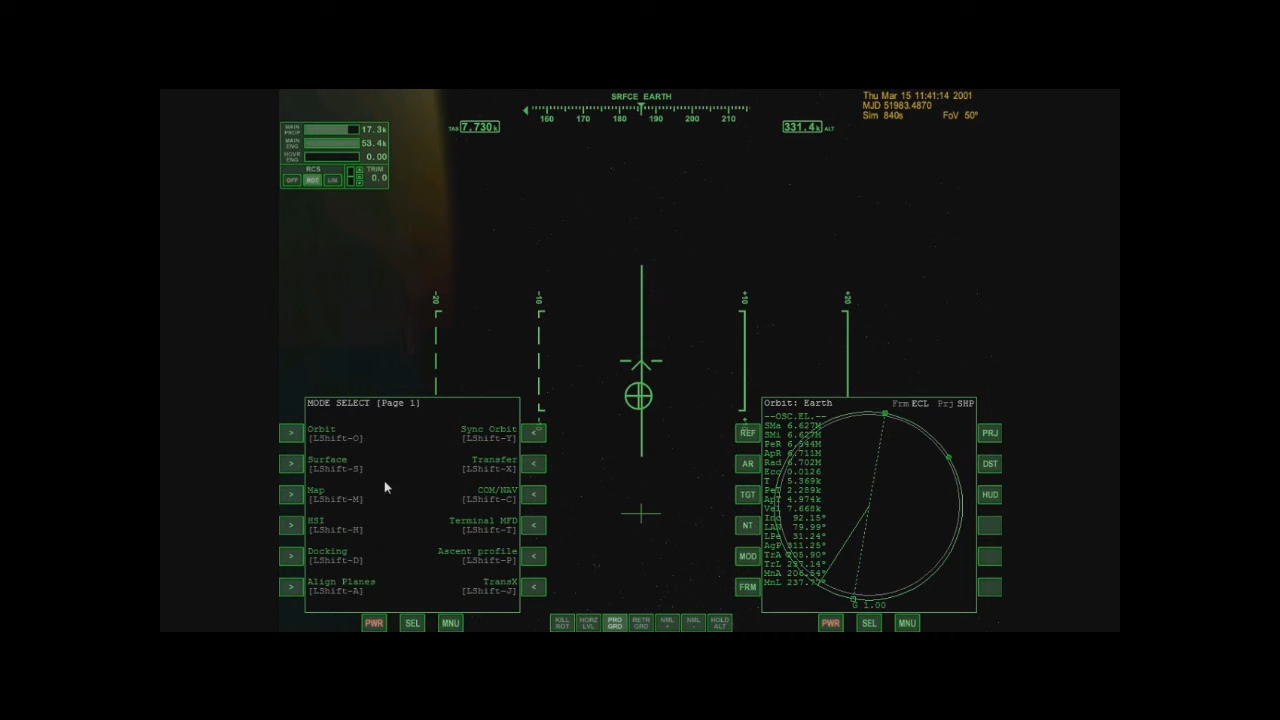 SRFCE EARTH
160 170 180 190 200 210
TAS 7.730k
331.4k ALT
Thu Mar 15 11:41:14 2001
MJD 51983.4870
Sim 840s FoV 50°
MAIN PROP 17.3k
MAIN ENG 53.4k
HOVR ENG 0.00
RCS TRIM
OFF ROT LIN 0.0
-20 -10 +10 +20
MODE SELECT [Page 1]
Orbit Sync Orbit
[LShift-O] [LShift-Y]
Surface Transfer
[LShift-S] [LShift-X]
Map COM/NAV
[LShift-M] [LShift-C]
HSI Terminal MFD
[LShift-H] [LShift-T]
Docking Ascent profile
[LShift-D] [LShift-P]
Align Planes TransX
[LShift-A] [LShift-J]
PWR SEL MNU
KILL ROT HORZ LVL PRO GRD RETR GRD NML + NML - HOLD ALT
Orbit: Earth Frm ECL Prj SHP
--OSC.EL.--
SMa 6.627M
SMi 6.627M
PeR 6.544M
ApR 6.711M
Rad 6.702M
Ecc 0.0126
T 5.369k
PeT 2.289k
ApT 4.974k
Vel 7.668k
Inc 92.15°
LAN 79.99°
LPe 31.24°
AgP 311.25°
TrA 205.90°
TrL 237.14°
MnA 206.54°
MnL 237.77°
G 1.00
REF
AR
TGT
NT
MOD
FRM
PRJ
DST
HUD
PWR SEL MNU